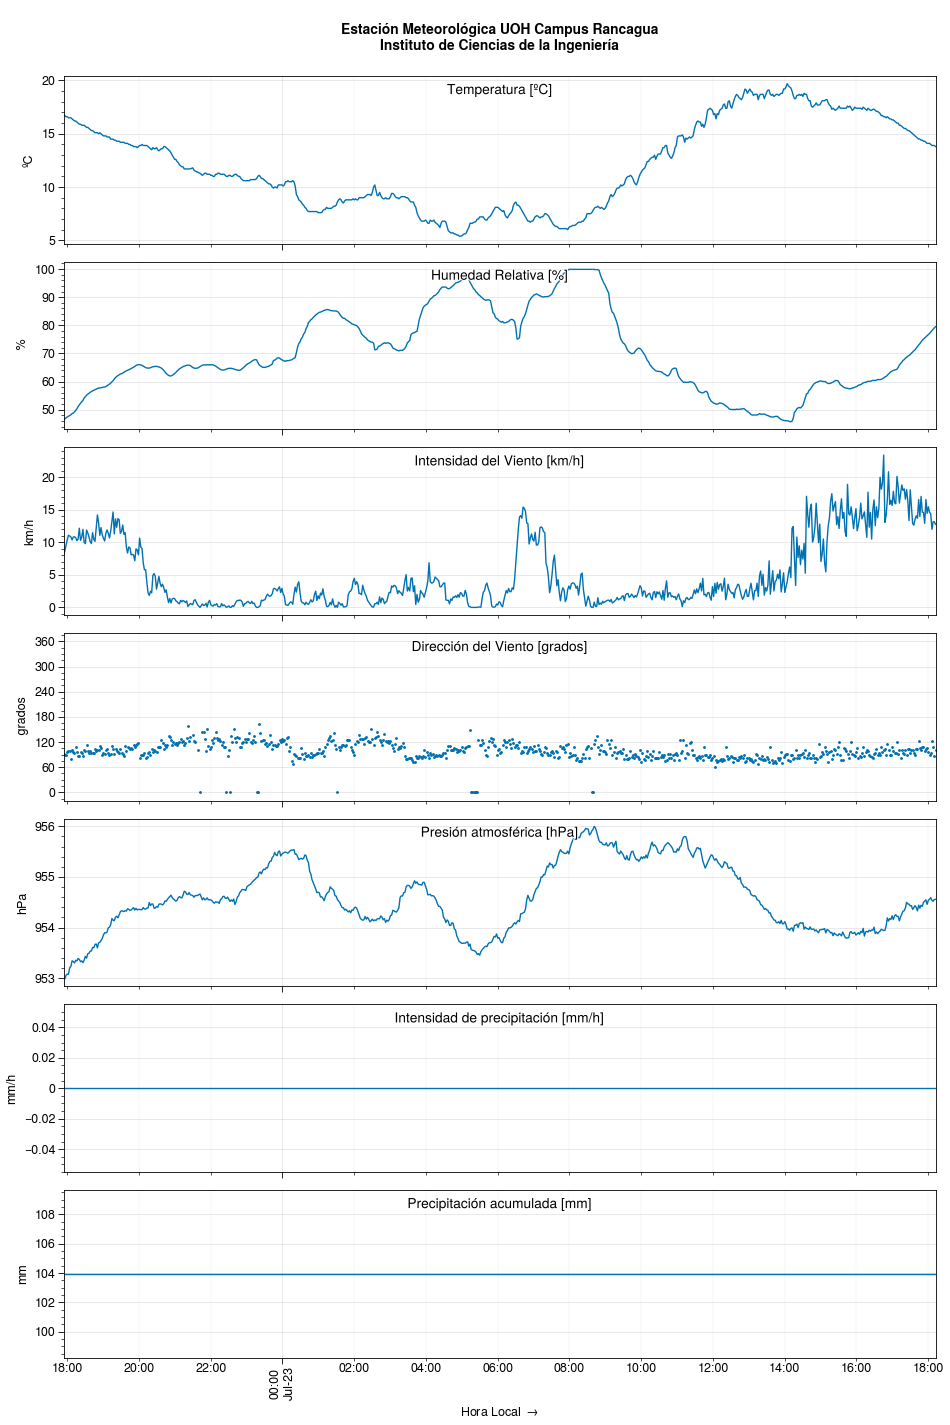 Estación Meteorológica UOH Campus Rancagua
Instituto de Ciencias de la Ingeniería
Temperatura [ºC]
ºC
20
15
10
5
Humedad Relativa [%]
%
100
90
80
70
60
50
Intensidad del Viento [km/h]
km/h
20
15
10
5
0
Dirección del Viento [grados]
grados
360
300
240
180
120
60
0
Presión atmosférica [hPa]
hPa
956
955
954
953
Intensidad de precipitación [mm/h]
mm/h
0.04
0.02
0
−0.02
−0.04
Precipitación acumulada [mm]
mm
108
106
104
102
100
18:00 20:00 22:00 00:00 02:00 04:00 06:00 08:00 10:00 12:00 14:00 16:00 18:00
Jul-23
Hora Local →